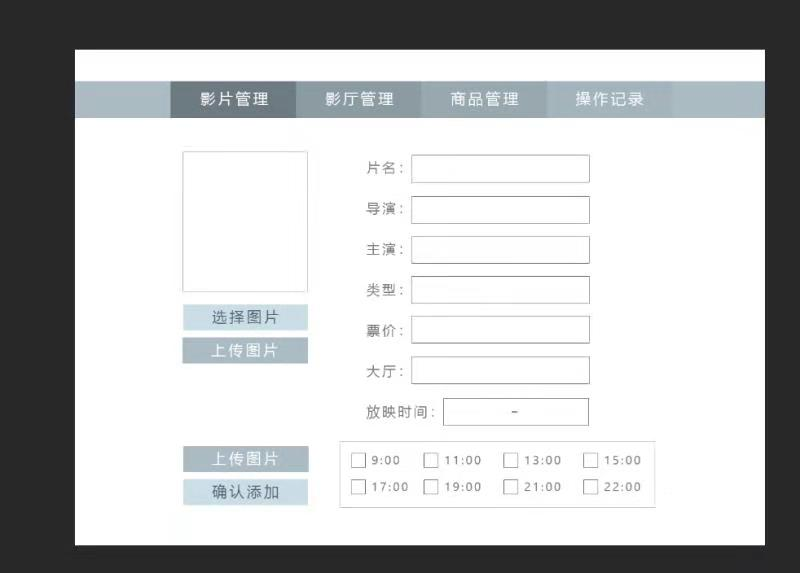 影片管理 影厅管理 商品管理 操作记录
片名：
导演：
主演：
类型：
选择图片
票价：
上传图片
大厅：
放映时间： -
上传图片
9:00 11:00 13:00 15:00
确认添加
17:00 19:00 21:00 22:00